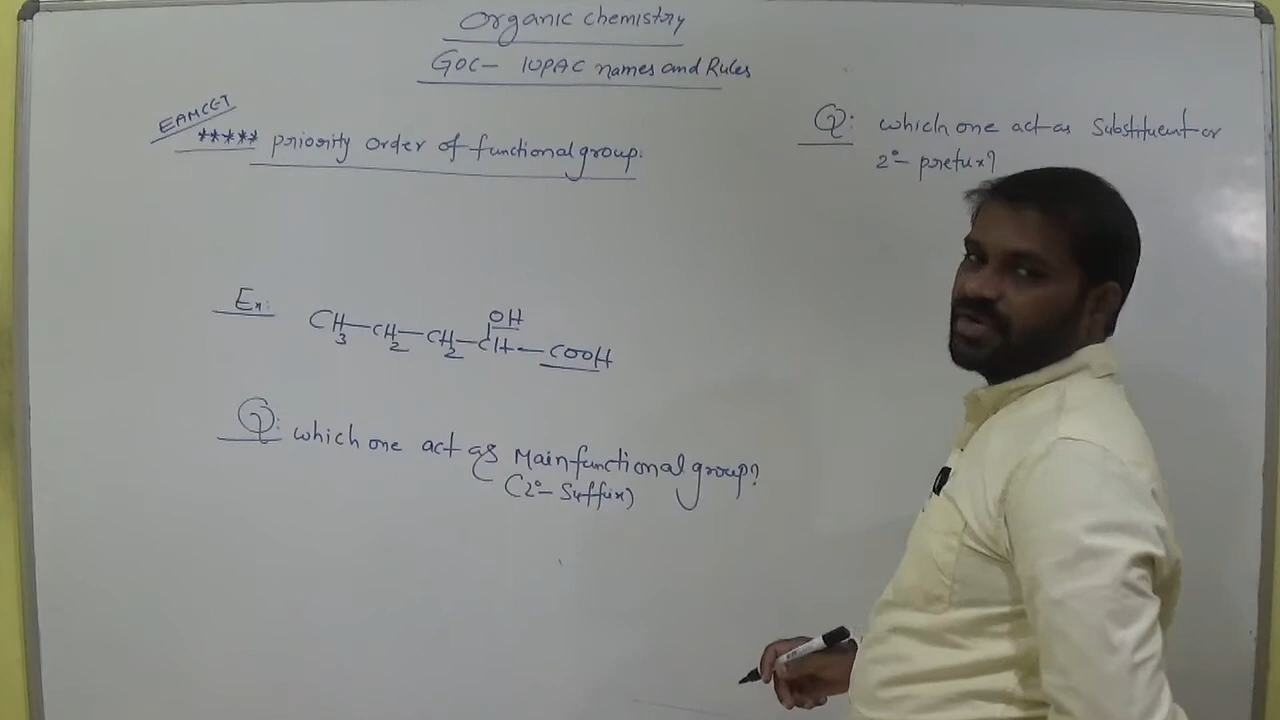 Organic chemistry
GOC- IUPAC names and Rules
EAMCET
***** priority order of functional group:
Q: which one act as Substituent or
2°- prefix?
Ex:
OH
CH3-CH2-CH2-CH-COOH
Q: which one act as Main functional group?
(2°- Suffix)